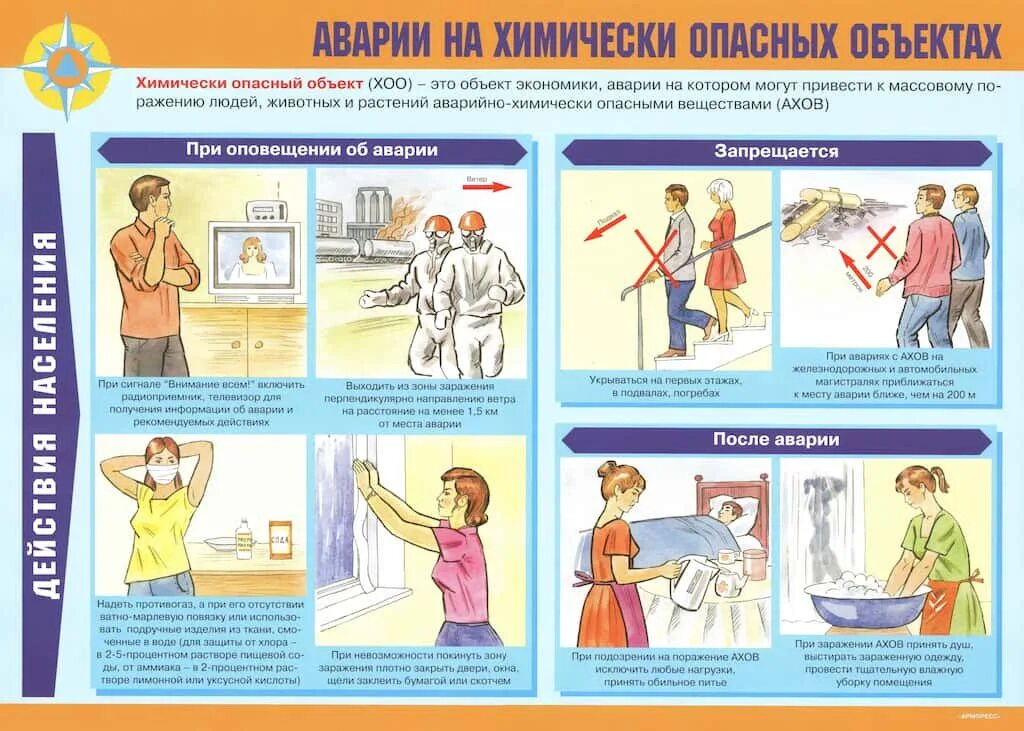 АВАРИИ НА ХИМИЧЕСКИ ОПАСНЫХ ОБЪЕКТАХ
Химически опасный объект (ХОО) – это объект экономики, аварии на котором могут привести к массовому по-
ражению людей, животных и растений аварийно-химически опасными веществами (АХОВ)
ДЕЙСТВИЯ НАСЕЛЕНИЯ
При оповещении об аварии
Ветер
При сигнале "Внимание всем!" включить
радиоприемник, телевизор для
получения информации об аварии и
рекомендуемых действиях
Выходить из зоны заражения
перпендикулярно направлению ветра
на расстояние на менее 1,5 км
от места аварии
СОДА
Надеть противогаз, а при его отсутствии
ватно-марлевую повязку или использо-
вать подручные изделия из ткани, смо-
ченные в воде (для защиты от хлора –
в 2-5-процентном растворе пищевой со-
ды, от аммиака – в 2-процентном рас-
творе лимонной или уксусной кислоты)
При невозможности покинуть зону
заражения плотно закрыть двери, окна,
щели заклеить бумагой или скотчем
Запрещается
Подвал
Укрываться на первых этажах,
в подвалах, погребах
200
метров
При авариях с АХОВ на
железнодорожных и автомобильных
магистралях приближаться
к месту аварии ближе, чем на 200 м
После аварии
При подозрении на поражение АХОВ
исключить любые нагрузки,
принять обильное питье
При заражении АХОВ принять душ,
выстирать зараженную одежду,
провести тщательную влажную
уборку помещения
«АРМПРЕСС»